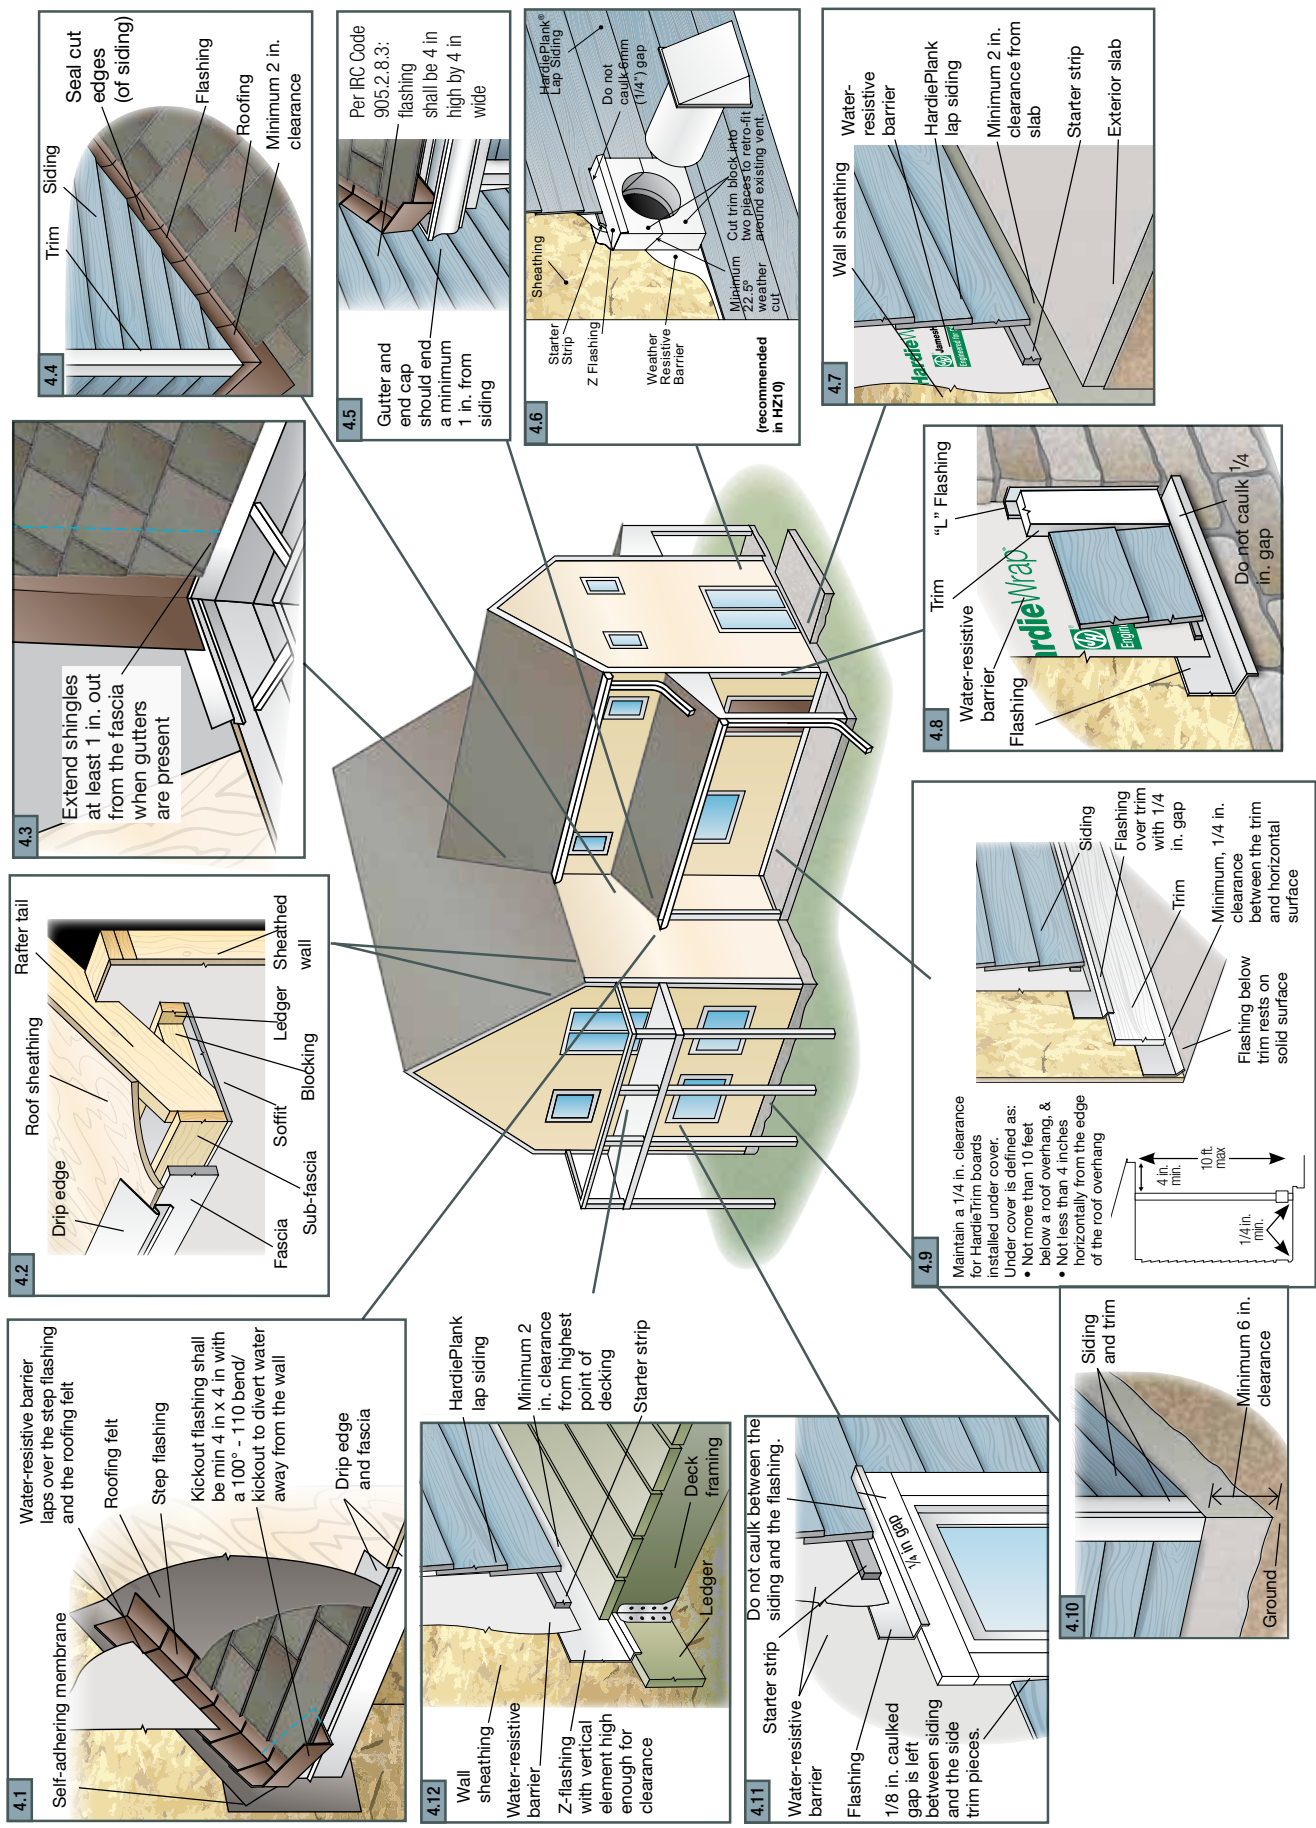 4.1
Self-adhering membrane
Water-resistive barrier
laps over the step flashing
and the roofing felt
Roofing felt
Step flashing
Kickout flashing shall
be min 4 in x 4 in with
a 100° - 110 bend/
kickout to divert water
away from the wall
Drip edge
and fascia
4.2
Drip edge
Roof sheathing
Rafter tail
Fascia
Sub-fascia
Soffit
Blocking
Ledger
Sheathed
wall
4.3
Extend shingles
at least 1 in. out
from the fascia
when gutters
are present
4.4
Trim
Siding
Seal cut
edges
(of siding)
Flashing
Roofing
Minimum 2 in.
clearance
4.5
Gutter and
end cap
should end
a minimum
1 in. from
siding
Per IRC Code
905.2.8.3:
flashing
shall be 4 in
high by 4 in
wide
4.6
(recommended
in HZ10)
Sheathing
Starter
Strip
Z Flashing
Weather
Resistive
Barrier
HardiePlank®
Lap Siding
Do not
caulk 6mm
(1/4") gap
Minimum
22.5º
weather
cut
Cut trim block into
two pieces to retro-fit
around existing vent.
4.7
Wall sheathing
Water-
resistive
barrier
HardiePlank
lap siding
Minimum 2 in.
clearance from
slab
Starter strip
Exterior slab
HardieW
JH
James
Engineered for
4.8
Flashing
Water-resistive
barrier
Trim
“L” Flashing
rdieWrap®
JH
Engin
Do not caulk 1/4
in. gap
4.9
Maintain a 1/4 in. clearance
for HardieTrim boards
installed under cover.
Under cover is defined as:
• Not more than 10 feet
below a roof overhang, &
• Not less than 4 inches
horizontally from the edge
of the roof overhang
4 in.
min.
10 ft.
max
1/4 in.
min.
Siding
Flashing
over trim
with 1/4
in. gap
Trim
Minimum, 1/4 in.
clearance
between the trim
and horizontal
surface
Flashing below
trim rests on
solid surface
4.10
Siding
and trim
Minimum 6 in.
clearance
Ground
4.11
Water-resistive
barrier
Starter strip
Do not caulk between the
siding and the flashing.
Flashing
1/4 in gap
1/8 in. caulked
gap is left
between siding
and the side
trim pieces.
4.12
Wall
sheathing
Water-resistive
barrier
Z-flashing
with vertical
element high
enough for
clearance
HardiePlank
lap siding
Minimum 2
in. clearance
from highest
point of
decking
Starter strip
Deck
framing
Ledger